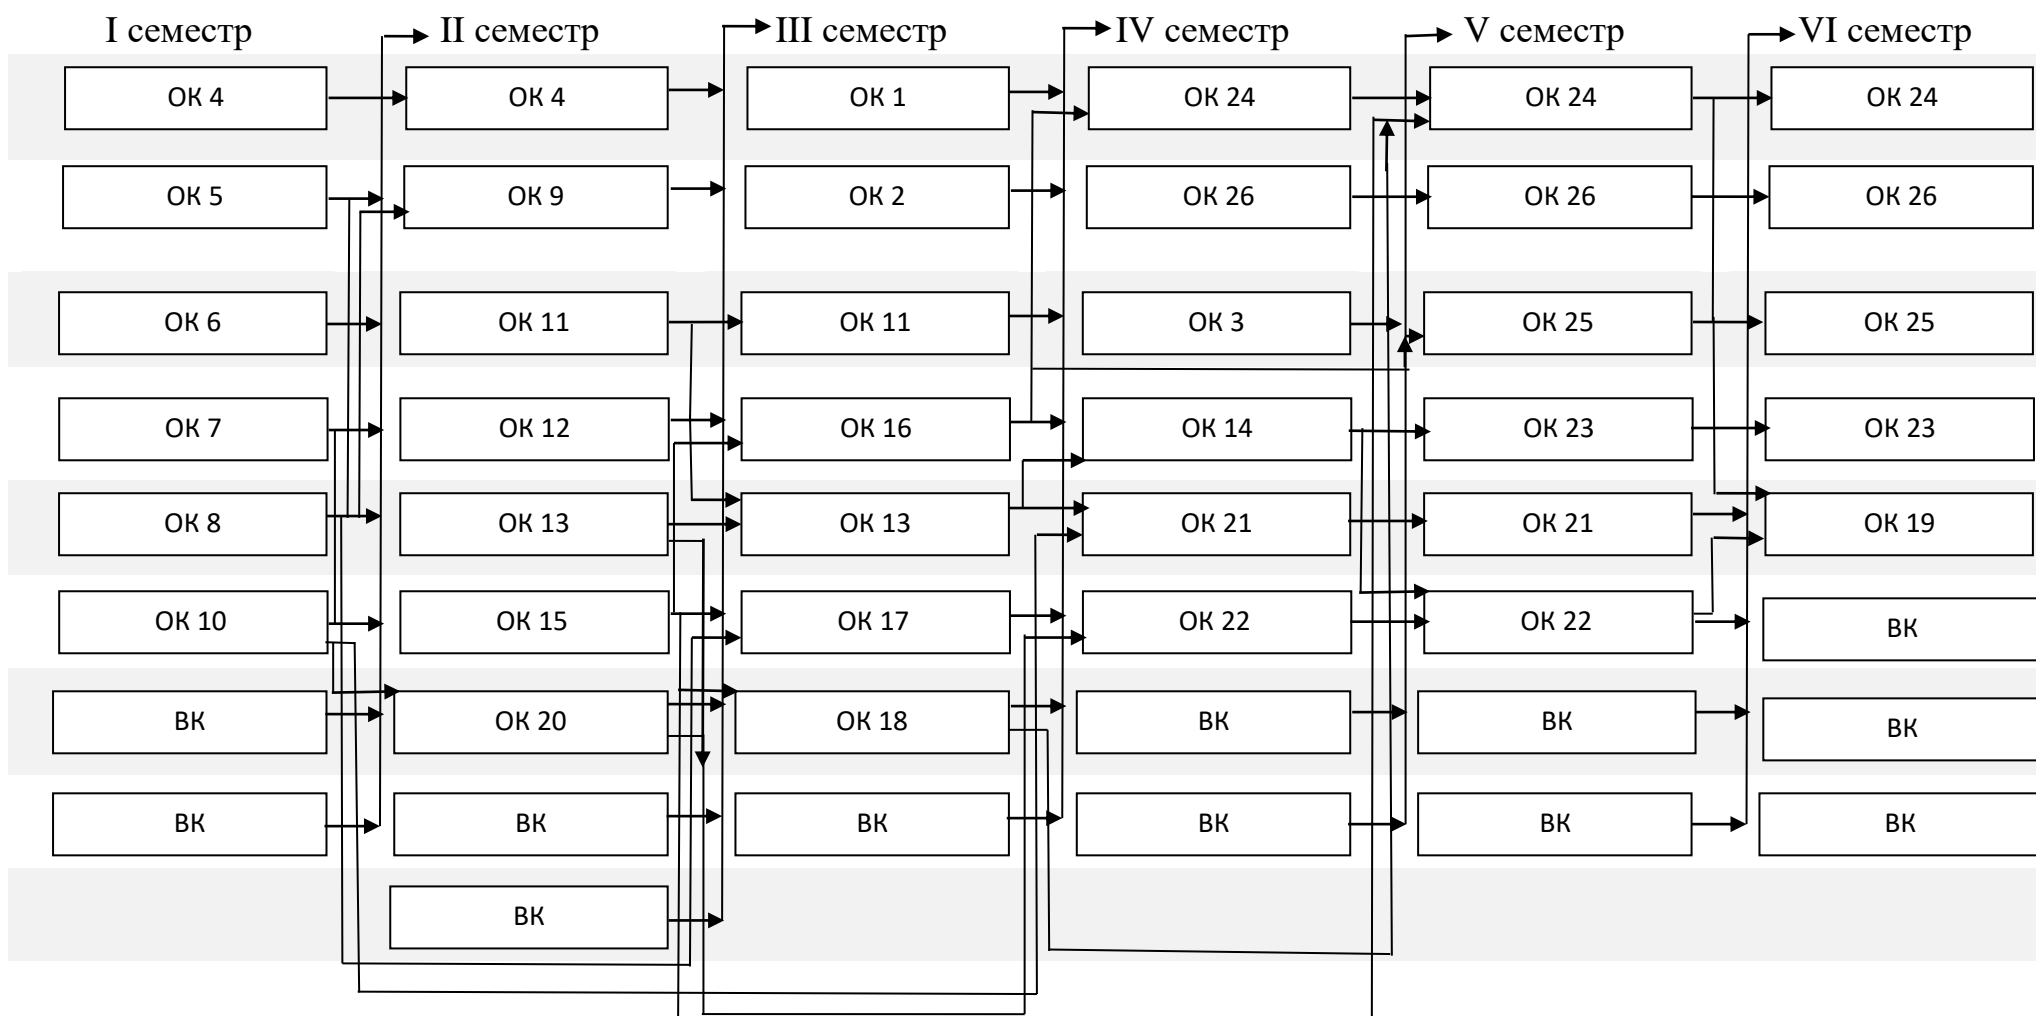 I семестр II семестр III семестр IV семестр V семестр VI семестр
ОК 4 ОК 4 ОК 1 ОК 24 ОК 24 ОК 24
ОК 5 ОК 9 ОК 2 ОК 26 ОК 26 ОК 26
ОК 6 ОК 11 ОК 11 ОК 3 ОК 25 ОК 25
ОК 7 ОК 12 ОК 16 ОК 14 ОК 23 ОК 23
ОК 8 ОК 13 ОК 13 ОК 21 ОК 21 ОК 19
ОК 10 ОК 15 ОК 17 ОК 22 ОК 22 ВК
ВК ОК 20 ОК 18 ВК ВК ВК
ВК ВК ВК ВК ВК ВК
ВК